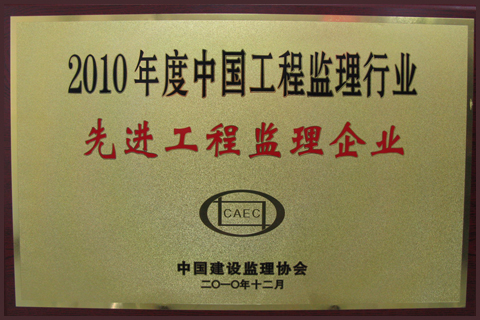 2010年度中国工程监理行业
先进工程监理企业
CAEC
中国建设监理协会
二〇一〇年十二月